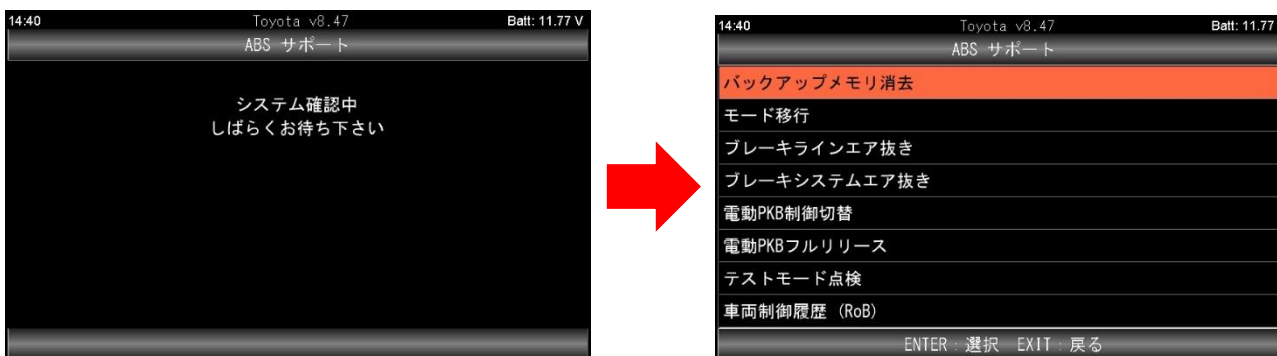 14:40 Toyota v8.47 Batt: 11.77 V
ABS サポート
システム確認中
しばらくお待ち下さい
14:40 Toyota v8.47 Batt: 11.77
ABS サポート
バックアップメモリ消去
モード移行
ブレーキラインエア抜き
ブレーキシステムエア抜き
電動PKB制御切替
電動PKBフルリリース
テストモード点検
車両制御履歴 (RoB)
ENTER:選択 EXIT:戻る